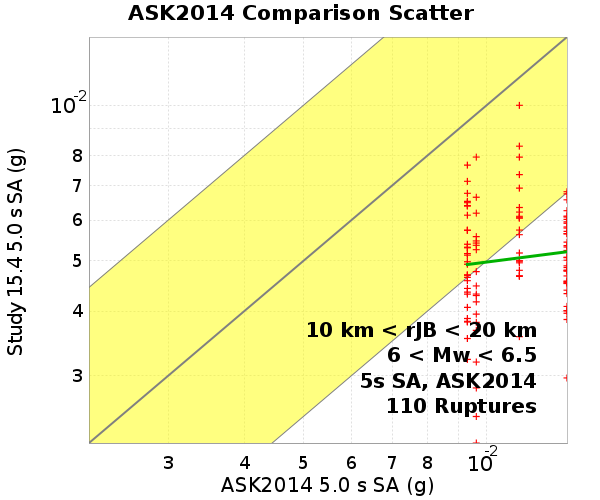 ASK2014 Comparison Scatter
Study 15.4 5.0 s SA (g)
10-2
8
7
6
5
4
3
10 km < rJB < 20 km
6 < Mw < 6.5
5s SA, ASK2014
110 Ruptures
3 4 5 6 7 8 10-2
ASK2014 5.0 s SA (g)